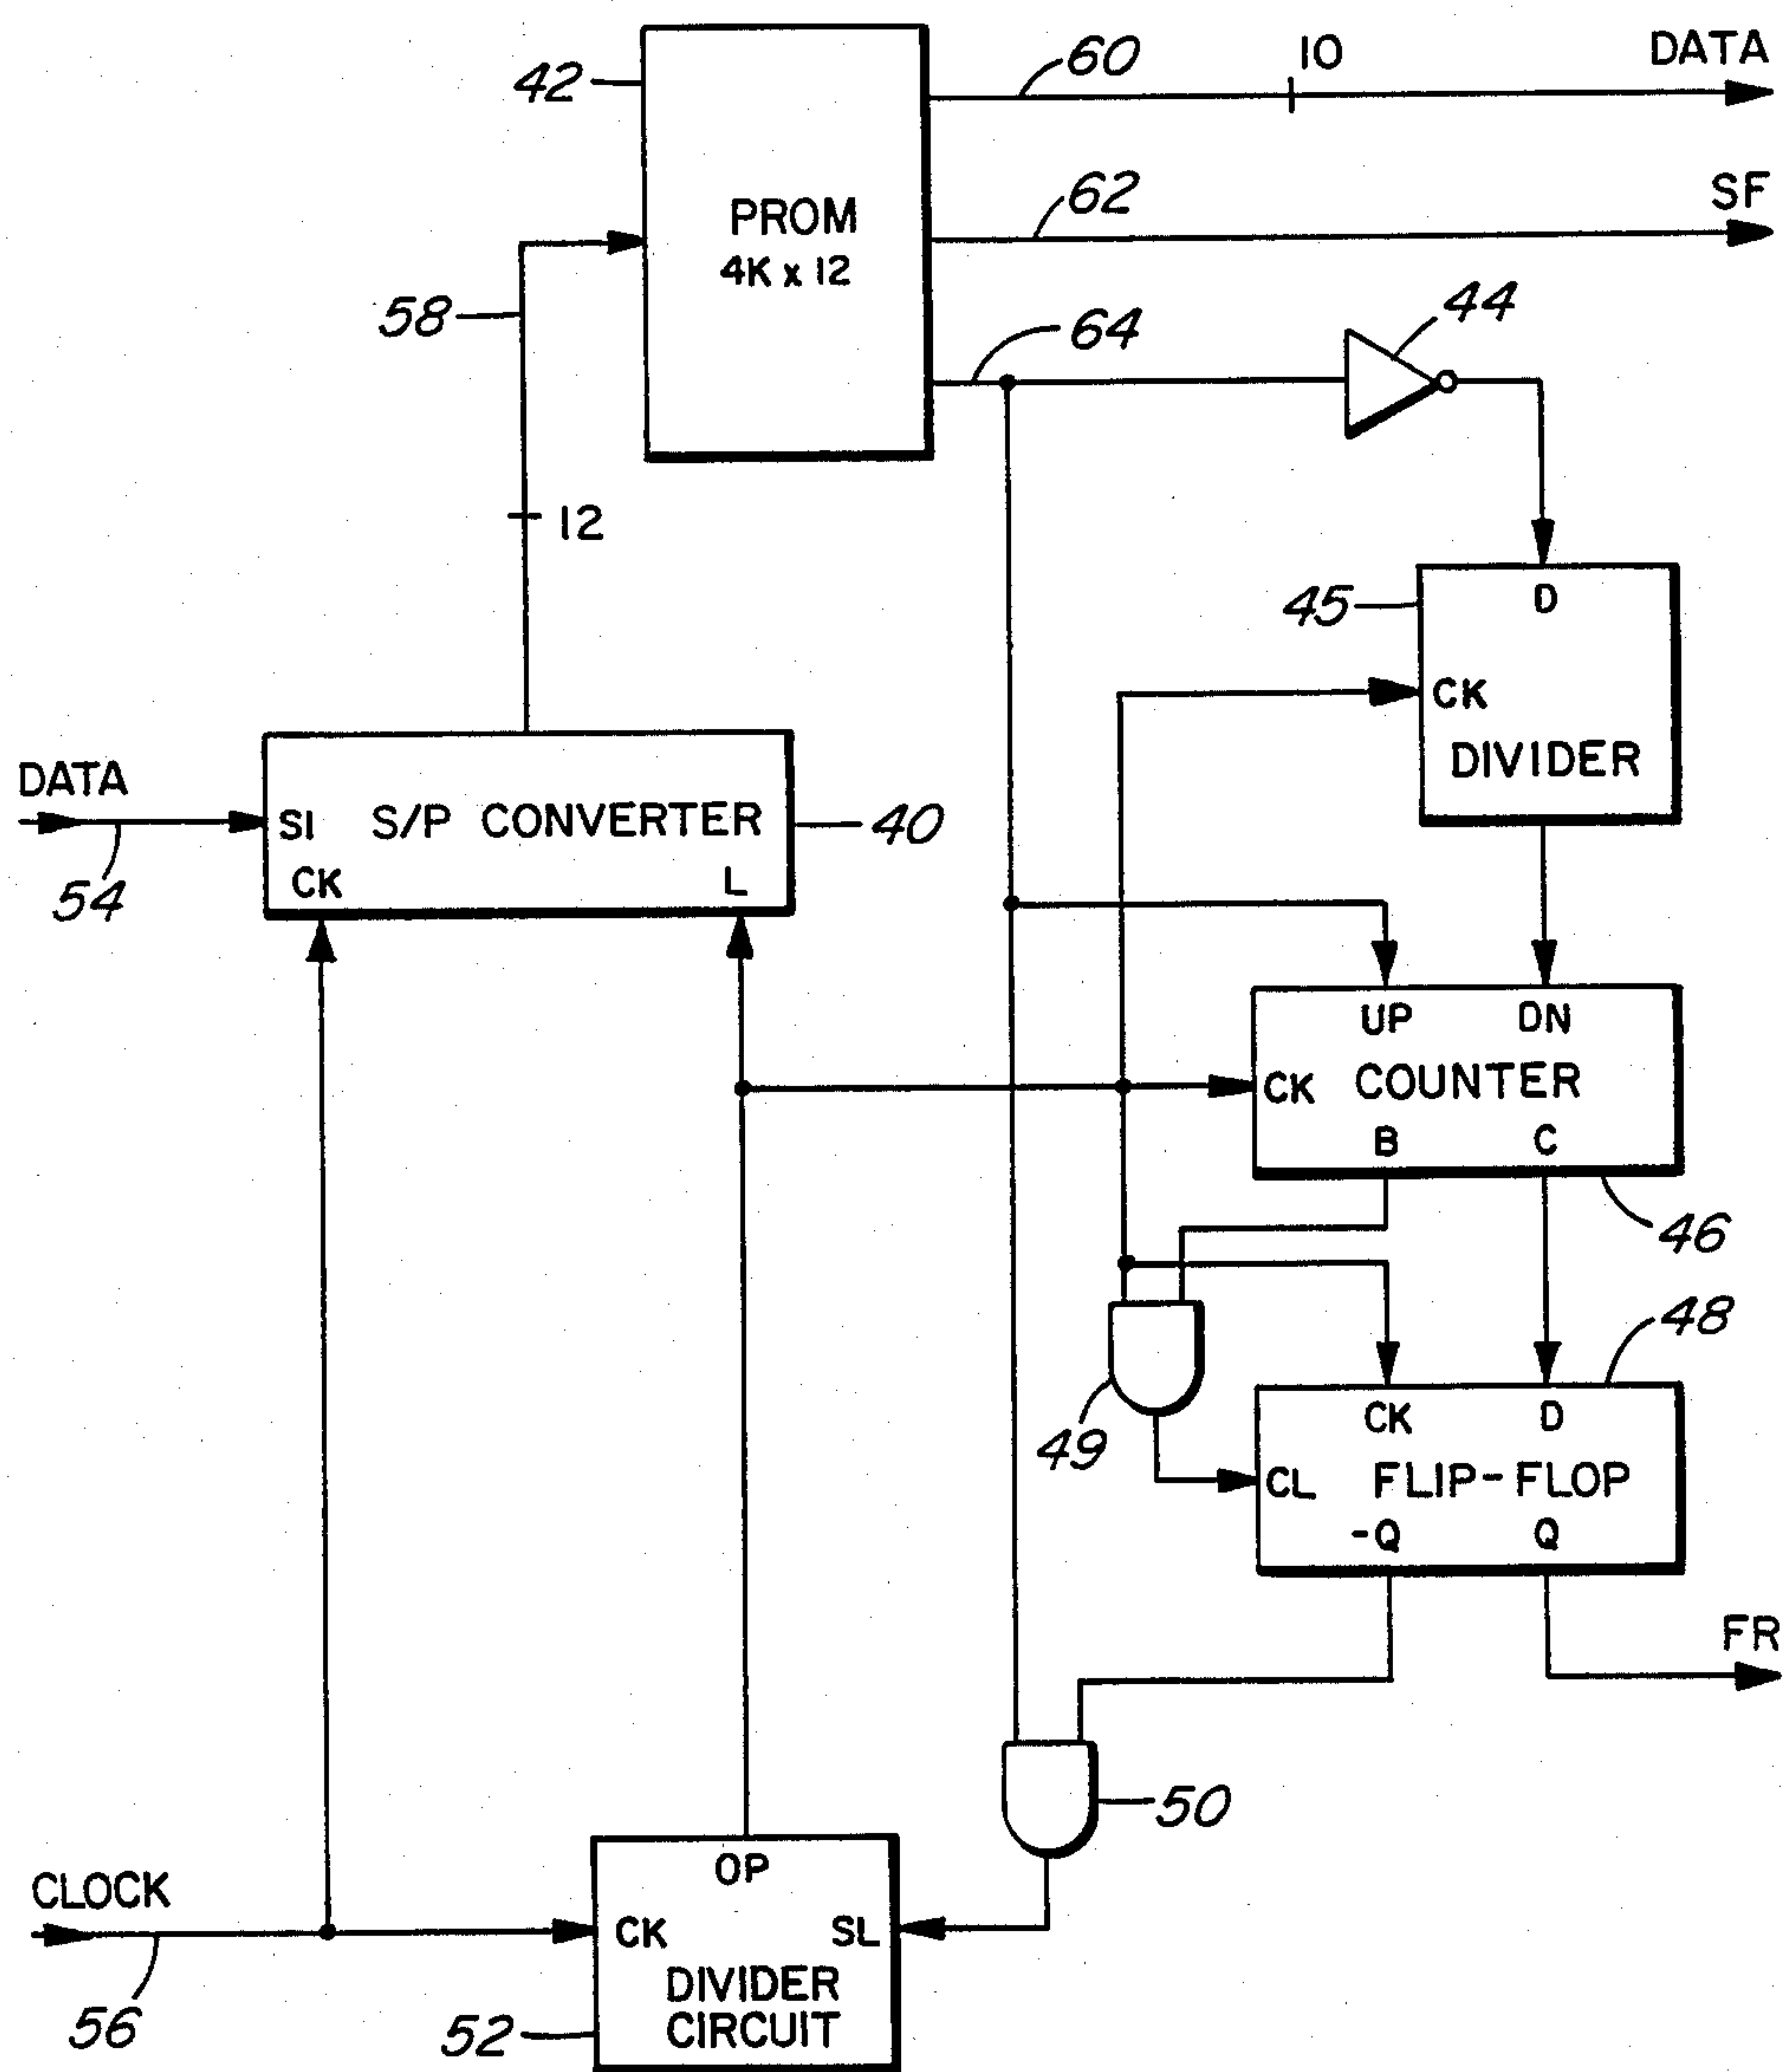 10
DATA
60
42
SF
62
PROM
4K x 12
44
64
58
12
45
D
CK
DIVIDER
DATA
SI S/P CONVERTER
CK L
40
54
UP DN
CK COUNTER
B C
46
48
49
CK D
CL FLIP-FLOP
-Q Q
FR
50
OP
CLOCK
CK SL
DIVIDER
CIRCUIT
56
52